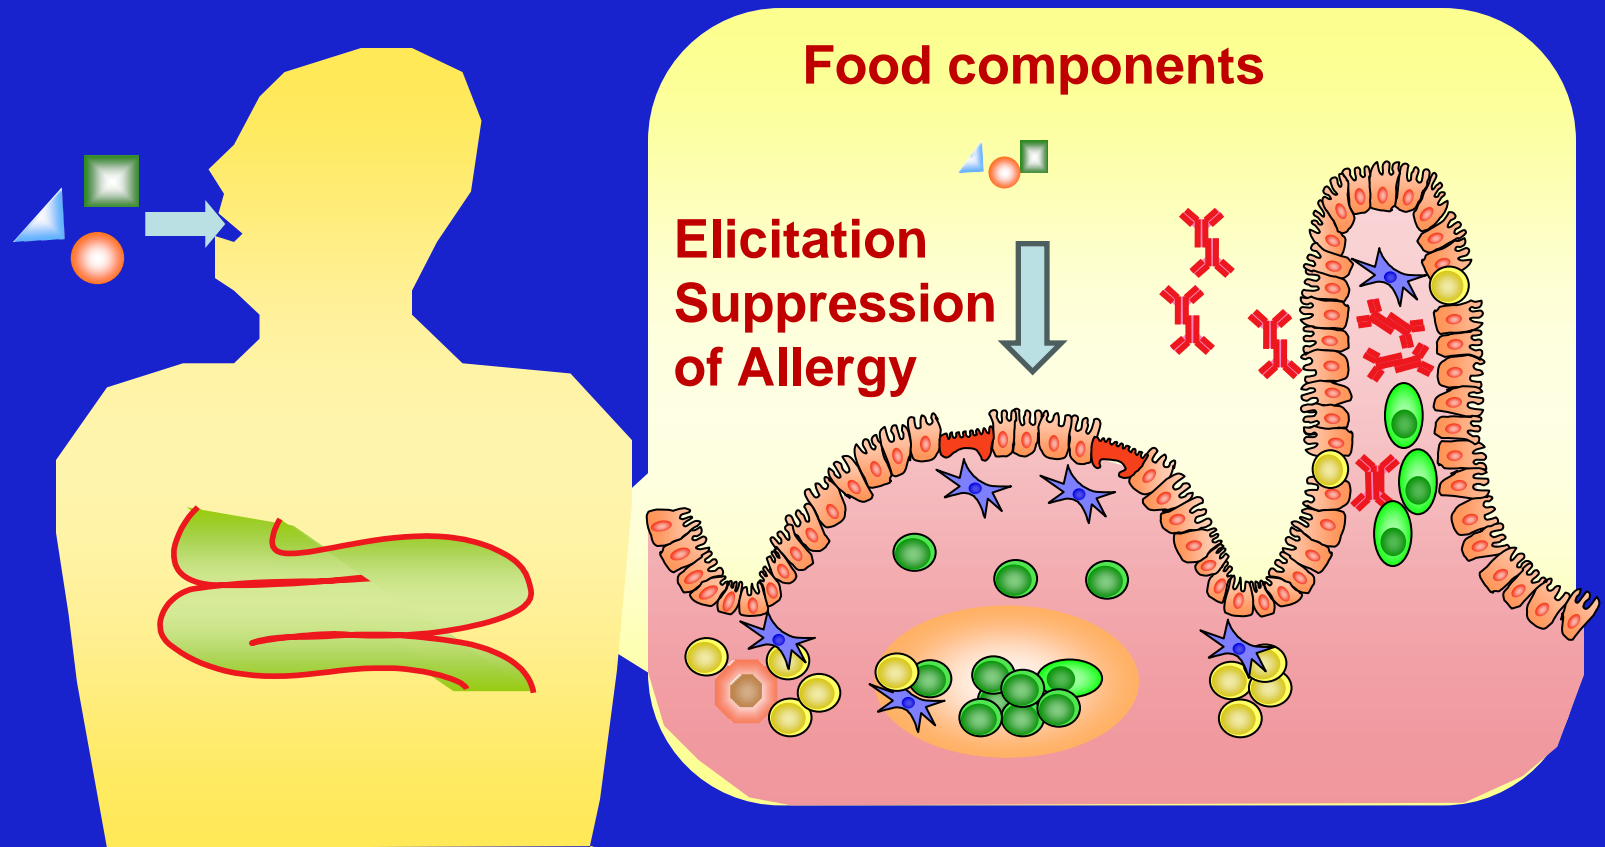 Food components
Elicitation
Suppression
of Allergy